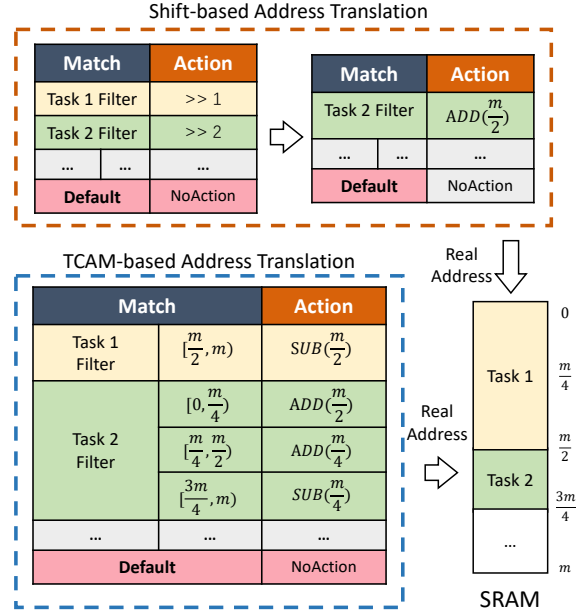 Shift-based Address Translation
Match Action
Task 1 Filter >> 1
Task 2 Filter >> 2
... ... ...
Default NoAction
Match Action
Task 2 Filter ADD(m/2)
... ... ...
Default NoAction
Real
Address
TCAM-based Address Translation
Match Action
Task 1
Filter
[m/2, m) SUB(m/2)
Task 2
Filter
[0, m/4) ADD(m/2)
[m/4, m/2) ADD(m/4)
[3m/4, m) SUB(m/4)
... ... ...
Default NoAction
Real
Address
0
Task 1
m/4
m/2
Task 2
3m/4
...
m
SRAM